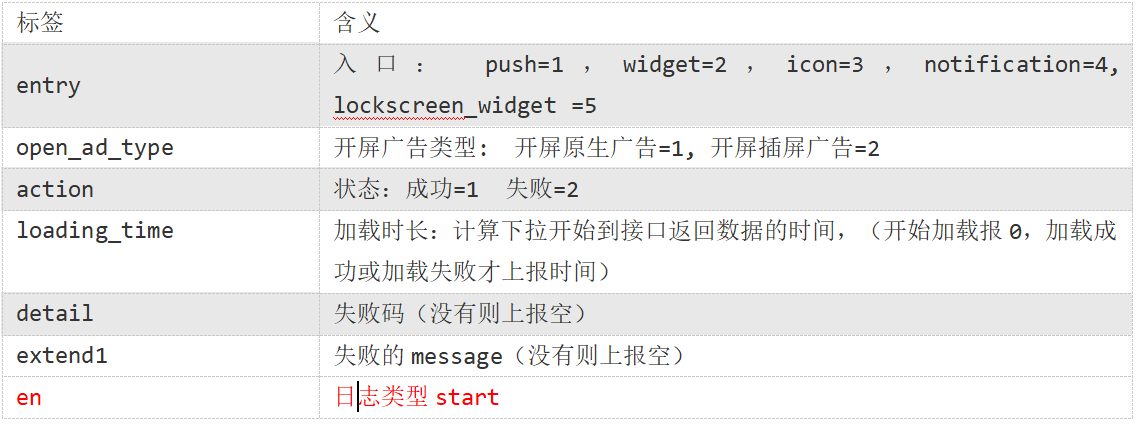 标签 含义
entry 入口： push=1 ，widget=2 ，icon=3 ，notification=4,
lockscreen_widget =5
open_ad_type 开屏广告类型： 开屏原生广告=1, 开屏插屏广告=2
action 状态：成功=1 失败=2
loading_time 加载时长：计算下拉开始到接口返回数据的时间，（开始加载报 0，加载成
功或加载失败才上报时间）
detail 失败码（没有则上报空）
extend1 失败的 message（没有则上报空）
en 日志类型 start